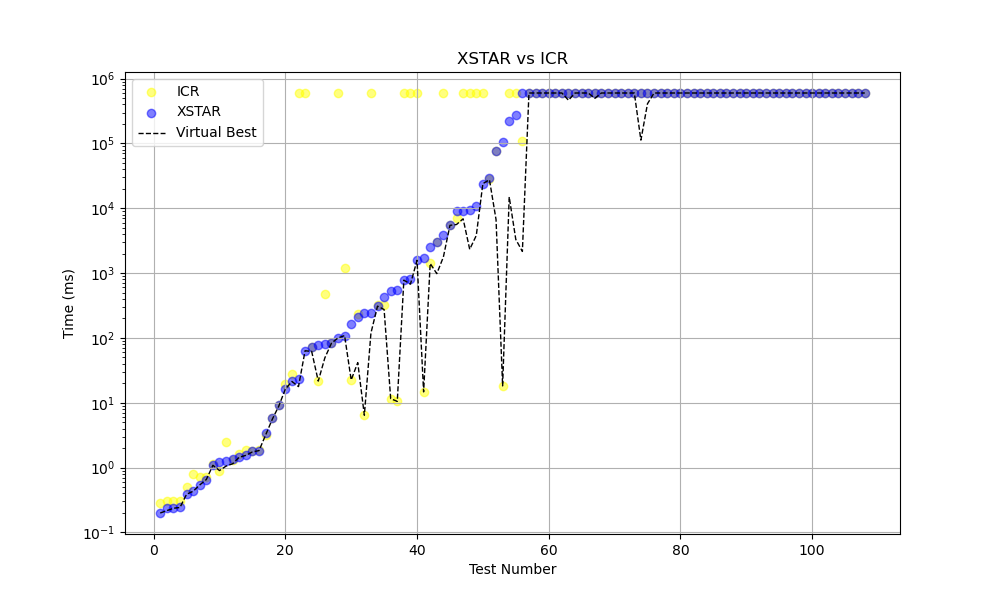 XSTAR vs ICR
ICR
XSTAR
Virtual Best
Time (ms)
10^6
10^5
10^4
10^3
10^2
10^1
10^0
10^−1
0 20 40 60 80 100
Test Number